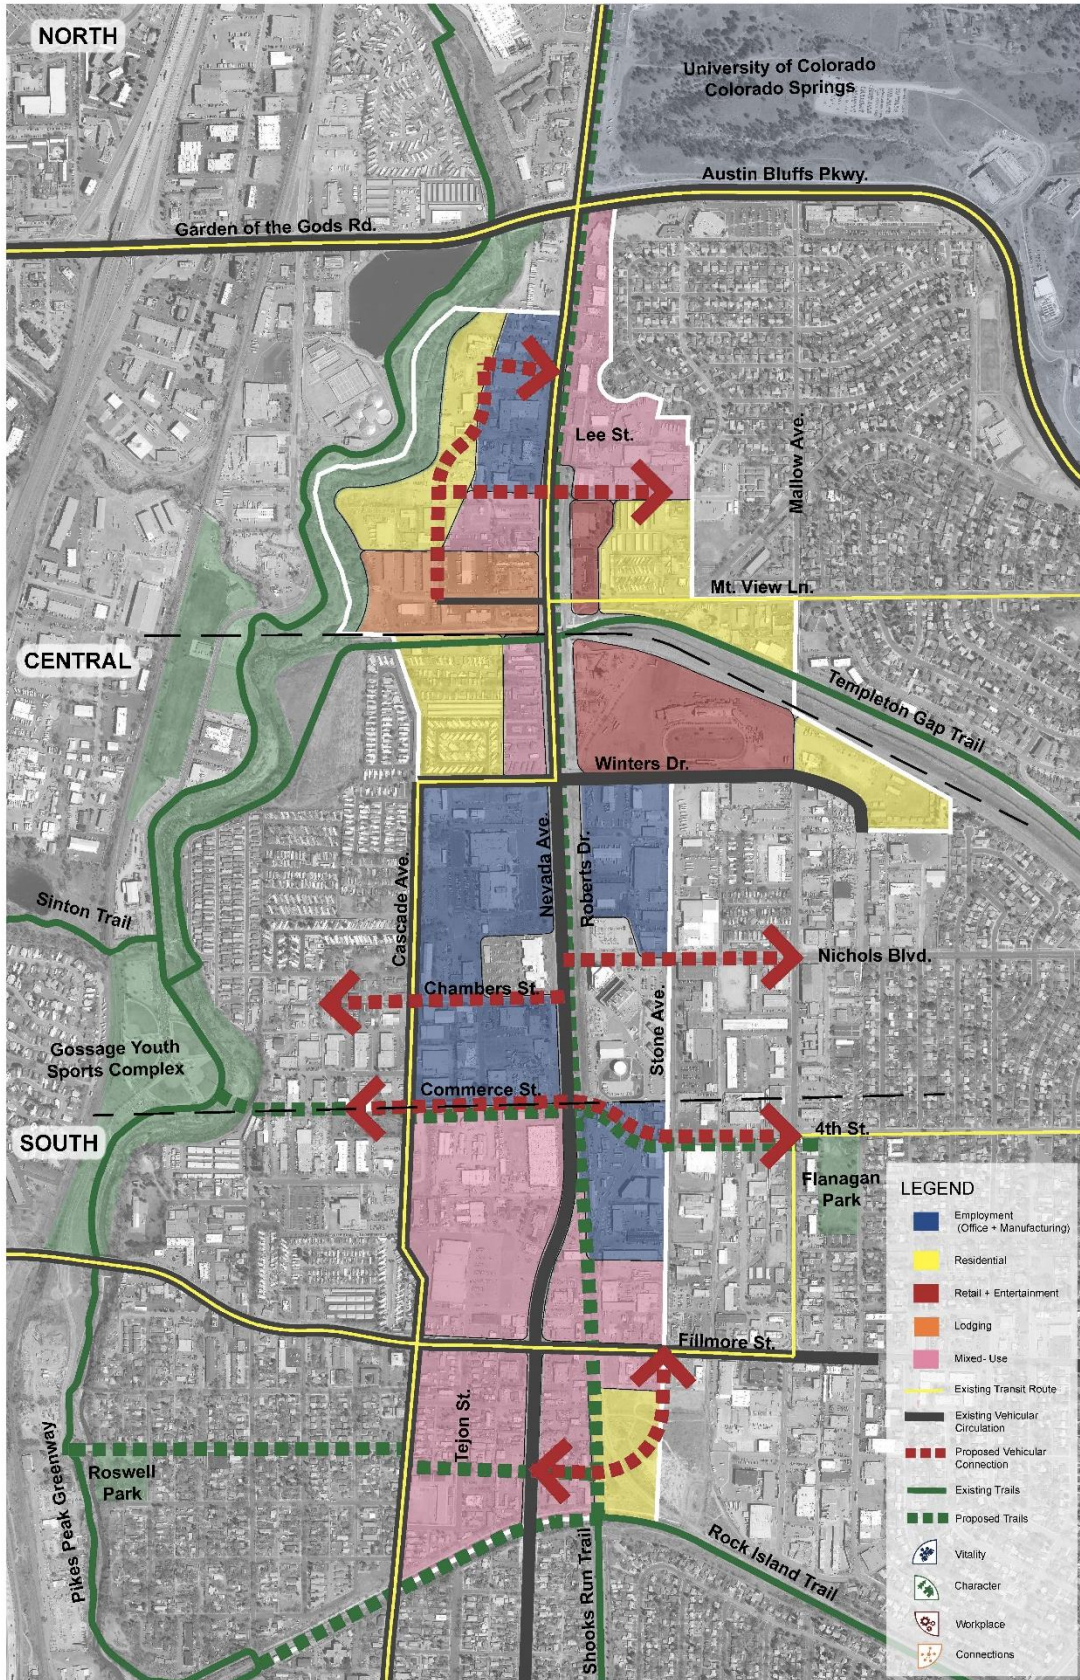 NORTH
University of Colorado
Colorado Springs
Austin Bluffs Pkwy.
Garden of the Gods Rd.
Lee St.
Mallow Ave.
Mt. View Ln.
CENTRAL
Templeton Gap Trail
Winters Dr.
Cascade Ave.
Nevada Ave.
Roberts Dr.
Sinton Trail
Nichols Blvd.
Chambers St.
Stone Ave.
Gossage Youth
Sports Complex
Commerce St.
SOUTH
4th St.
Flanagan
Park
Fillmore St.
Tejon St.
Pikes Peak Greenway
Roswell
Park
Shooks Run Trail
Rock Island Trail
LEGEND
Employment
(Office + Manufacturing)
Residential
Retail + Entertainment
Lodging
Mixed- Use
Existing Transit Route
Existing Vehicular
Circulation
Proposed Vehicular
Connection
Existing Trails
Proposed Trails
Vitality
Character
Workplace
Connections